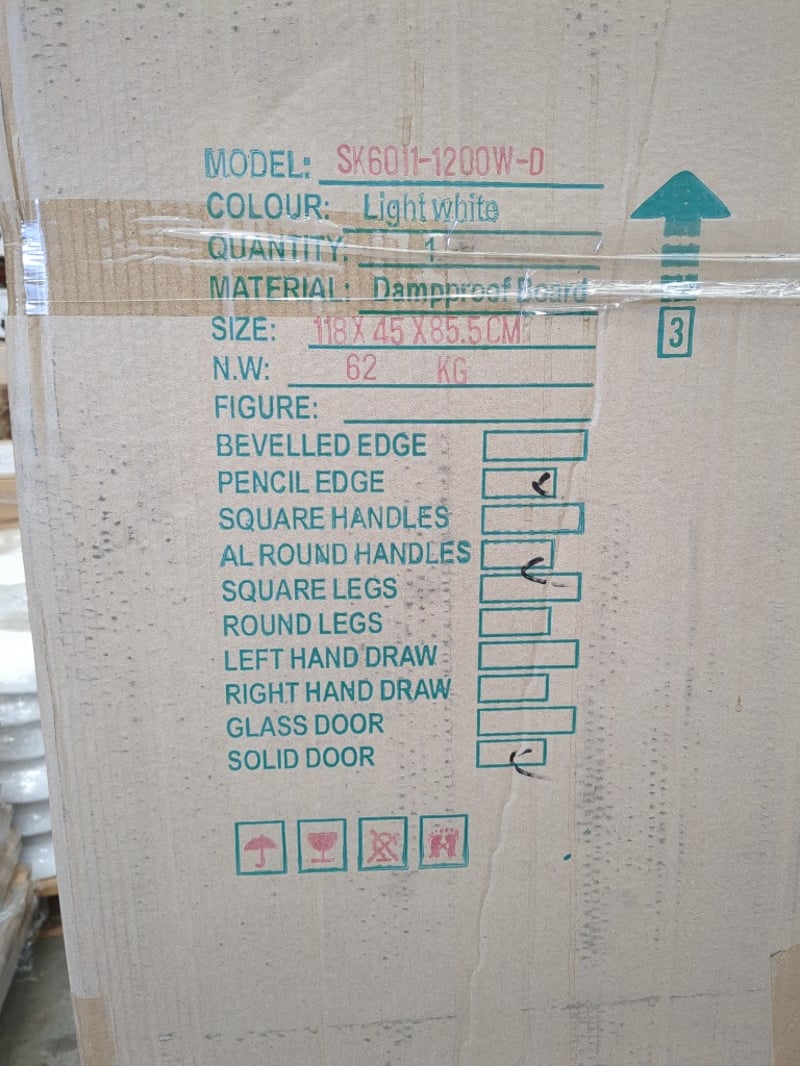 MODEL: SK6011-1200W-D
COLOUR: Light white
QUANTITY: 1
MATERIAL: Dampproof Board
SIZE: 118 X 45 X 85.5 CM
N.W: 62 KG
FIGURE:
BEVELLED EDGE
PENCIL EDGE
SQUARE HANDLES
AL ROUND HANDLES
SQUARE LEGS
ROUND LEGS
LEFT HAND DRAW
RIGHT HAND DRAW
GLASS DOOR
SOLID DOOR
3